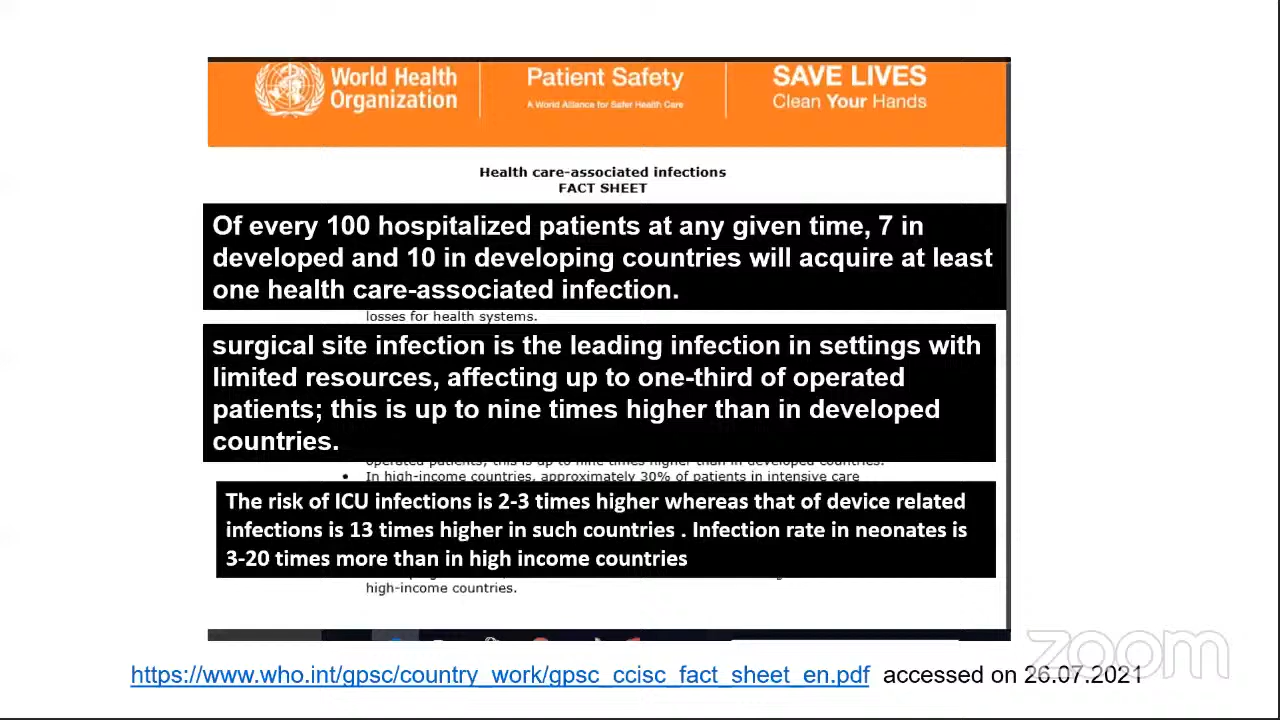 World Health
Organization
Patient Safety
A World Alliance for Safer Health Care
SAVE LIVES
Clean Your Hands
Health care-associated infections
FACT SHEET
Of every 100 hospitalized patients at any given time, 7 in
developed and 10 in developing countries will acquire at least
one health care-associated infection.
losses for health systems.
surgical site infection is the leading infection in settings with
limited resources, affecting up to one-third of operated
patients; this is up to nine times higher than in developed
countries.
operated patients; this is up to nine times higher than in developed countries.
• In high-income countries, approximately 30% of patients in intensive care
The risk of ICU infections is 2-3 times higher whereas that of device related
infections is 13 times higher in such countries . Infection rate in neonates is
3-20 times more than in high income countries
high-income countries.
https://www.who.int/gpsc/country_work/gpsc_ccisc_fact_sheet_en.pdf accessed on 26.07.2021
zoom